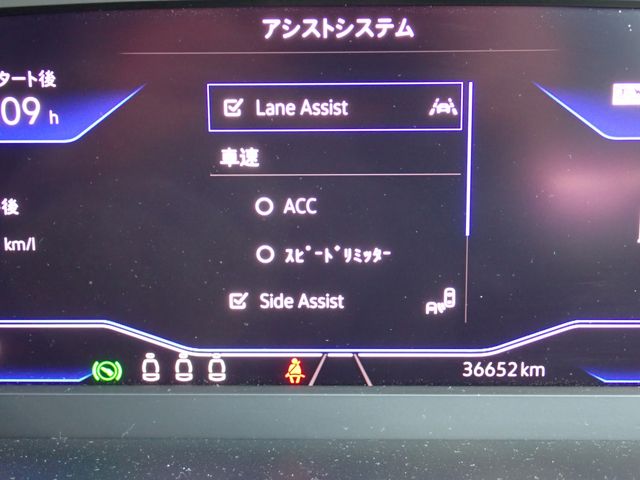 アシストシステム
タート後
09 h
Lane Assist
車速
ACC
後
km/l
ｽﾋﾟｰﾄﾞﾘﾐｯﾀｰ
Side Assist
36652 km